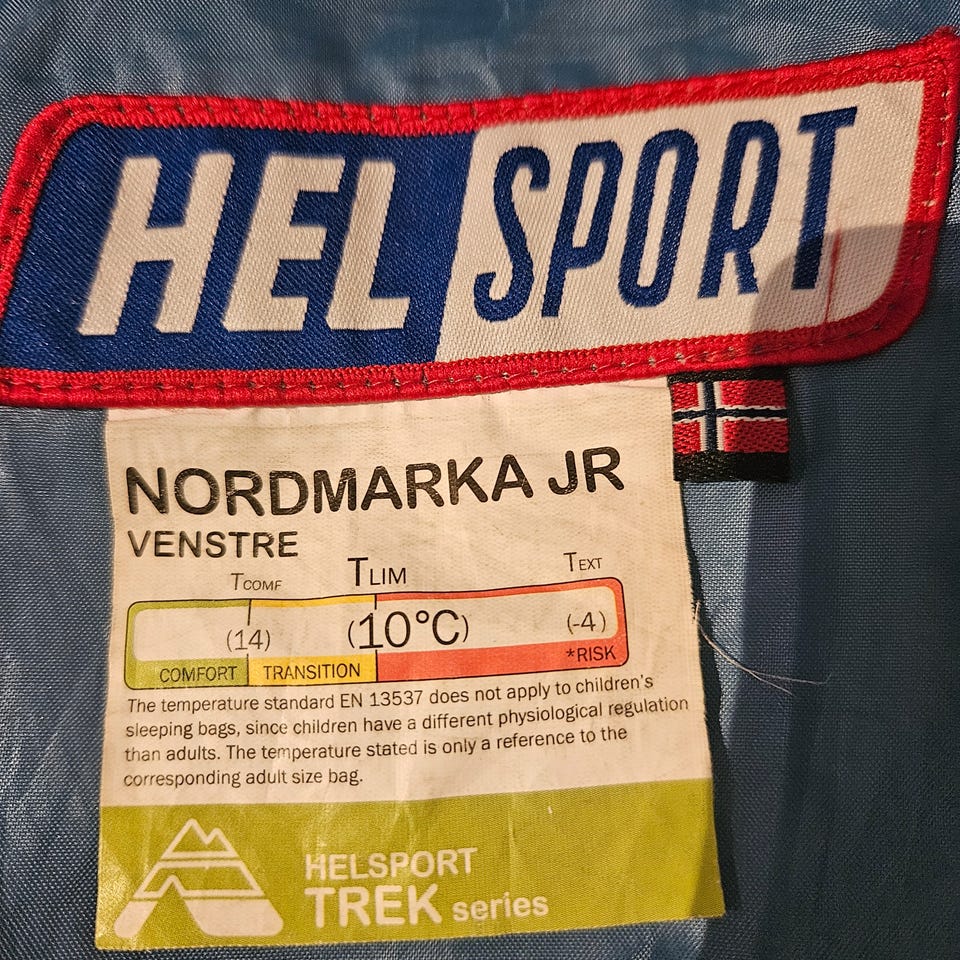 HEL SPORT
NORDMARKA JR
VENSTRE
TCOMF TLIM TEXT
(14) (10°C) (-4)
COMFORT TRANSITION *RISK
The temperature standard EN 13537 does not apply to children's
sleeping bags, since children have a different physiological regulation
than adults. The temperature stated is only a reference to the
corresponding adult size bag.
HELSPORT
TREK series